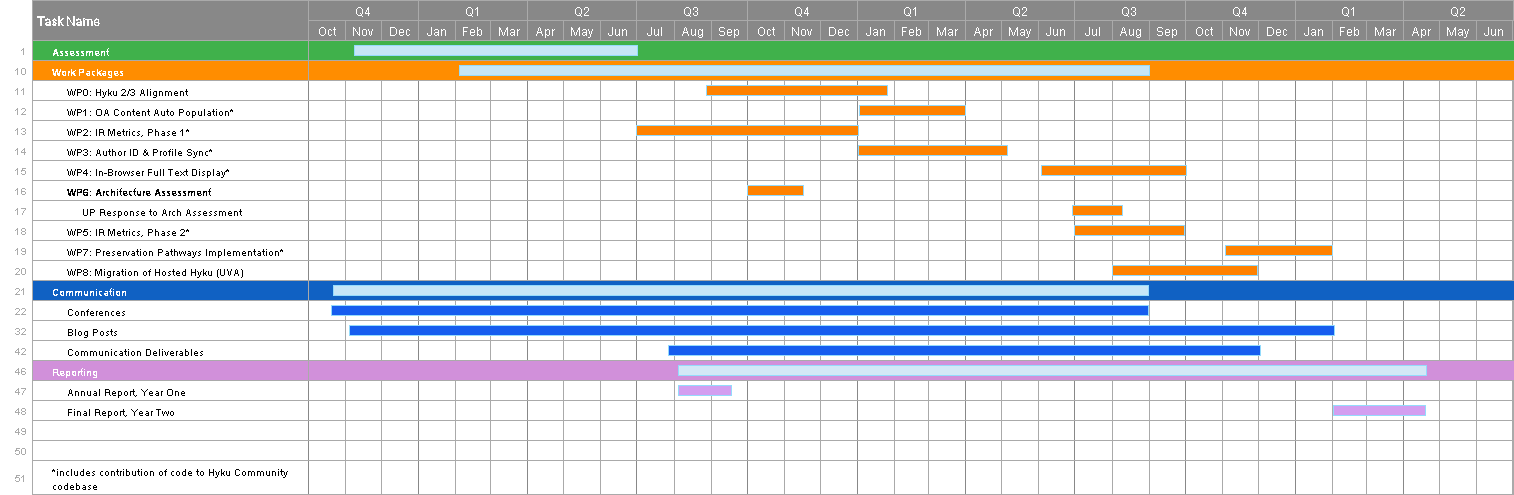 Task Name
Q4 Q1 Q2 Q3 Q4 Q1 Q2 Q3 Q4 Q1 Q2
Oct Nov Dec Jan Feb Mar Apr May Jun Jul Aug Sep Oct Nov Dec Jan Feb Mar Apr May Jun Jul Aug Sep Oct Nov Dec Jan Feb Mar Apr May Jun
1 Assessment
10 Work Packages
11 WP0: Hyku 2/3 Alignment
12 WP1: OA Content Auto Population*
13 WP2: IR Metrics, Phase 1*
14 WP3: Author ID & Profile Sync*
15 WP4: In-Browser Full Text Display*
16 WP6: Architecture Assessment
17 UP Response to Arch Assessment
18 WP5: IR Metrics, Phase 2*
19 WP7: Preservation Pathways Implementation*
20 WP8: Migration of Hosted Hyku (UVA)
21 Communication
22 Conferences
32 Blog Posts
42 Communication Deliverables
46 Reporting
47 Annual Report, Year One
48 Final Report, Year Two
49
50
51 *includes contribution of code to Hyku Community
codebase